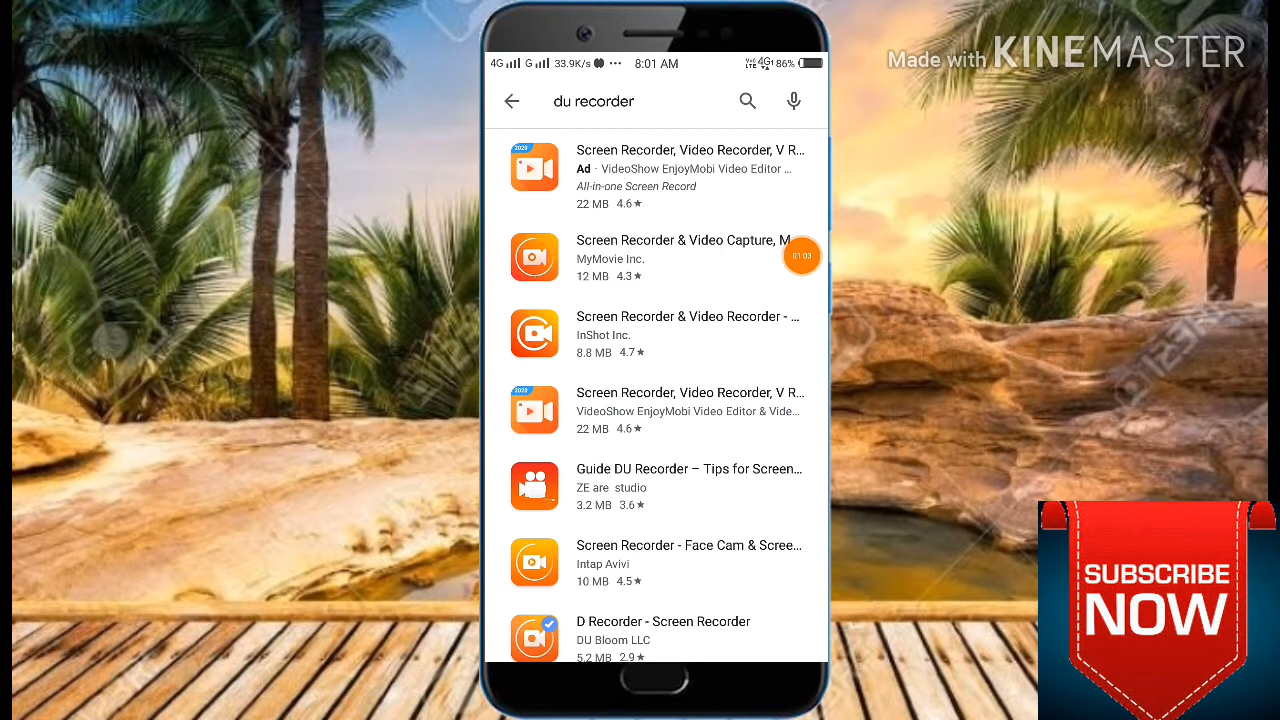 Made with KINEMASTER
4G G 33.9K/s ··· 8:01 AM 4G+ 86%
du recorder
2020
Screen Recorder, Video Recorder, V R...
Ad · VideoShow EnjoyMobi Video Editor ...
All-in-one Screen Record
22 MB 4.6★
Screen Recorder & Video Capture, M
MyMovie Inc.
01:03
12 MB 4.3★
Screen Recorder & Video Recorder - ...
InShot Inc.
8.8 MB 4.7★
2020
Screen Recorder, Video Recorder, V R...
VideoShow EnjoyMobi Video Editor & Vide...
22 MB 4.6★
Guide DU Recorder – Tips for Screen...
ZE are studio
3.2 MB 3.6★
Screen Recorder - Face Cam & Scree...
Intap Avivi
10 MB 4.5★
D Recorder - Screen Recorder
DU Bloom LLC
5.2 MB 2.9★
SUBSCRIBE
NOW